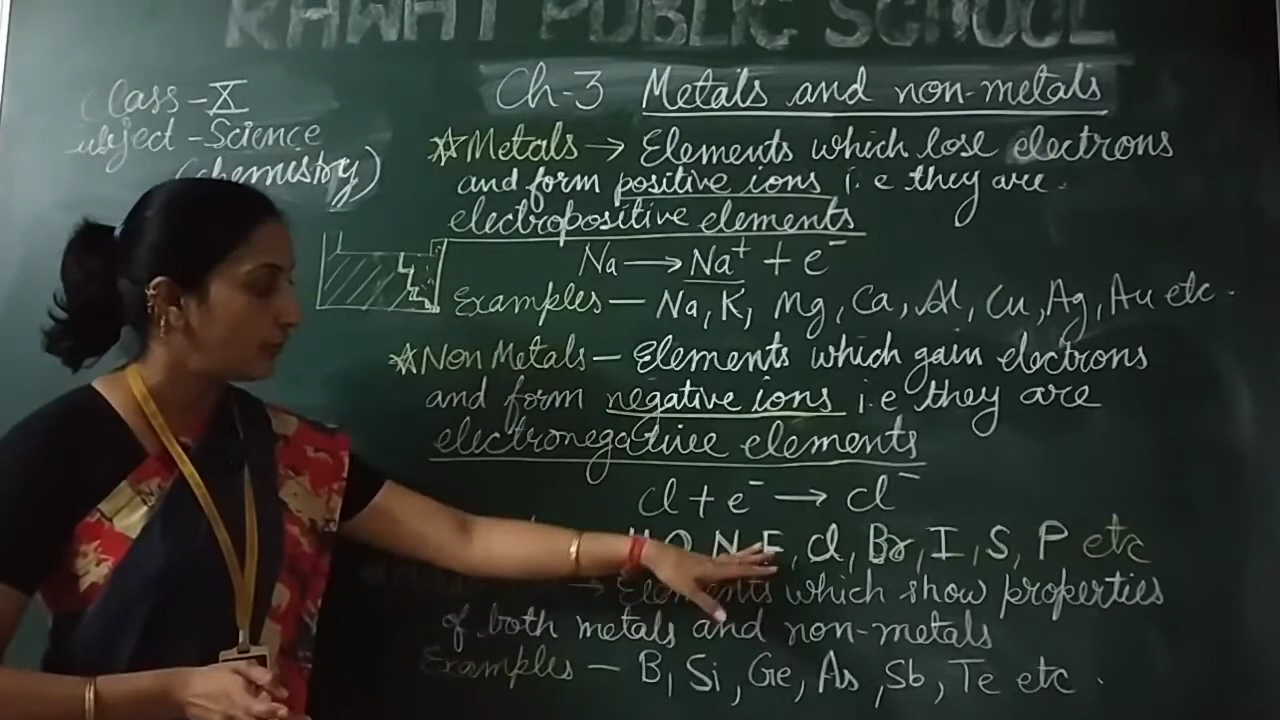 RAWAT PUBLIC SCHOOL
Class - X
Subject - Science
(chemistry)
Ch-3 Metals and non-metals
☆Metals → Elements which lose electrons
and form positive ions i.e they are
electropositive elements
Na → Na⁺ + e⁻
Examples – Na, K, Mg, Ca, Al, Cu, Ag, Au etc.
☆Non Metals – Elements which gain electrons
and form negative ions i.e they are
electronegative elements
Cl + e⁻ → Cl⁻
H, O, N, F, Cl, Br, I, S, P etc
→ Elements which show properties
of both metals and non-metals
Examples – B, Si, Ge, As, Sb, Te etc.